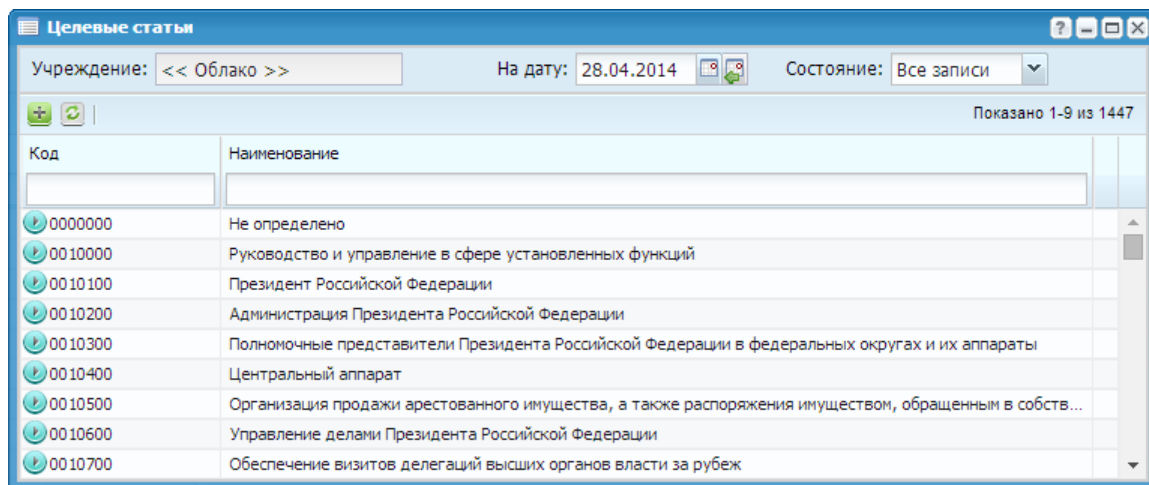 Целевые статьи
Учреждение: << Облако >> На дату: 28.04.2014 Состояние: Все записи
Показано 1-9 из 1447
Код Наименование
0000000 Не определено
0010000 Руководство и управление в сфере установленных функций
0010100 Президент Российской Федерации
0010200 Администрация Президента Российской Федерации
0010300 Полномочные представители Президента Российской Федерации в федеральных округах и их аппараты
0010400 Центральный аппарат
0010500 Организация продажи арестованного имущества, а также распоряжения имуществом, обращенным в собств...
0010600 Управление делами Президента Российской Федерации
0010700 Обеспечение визитов делегаций высших органов власти за рубеж